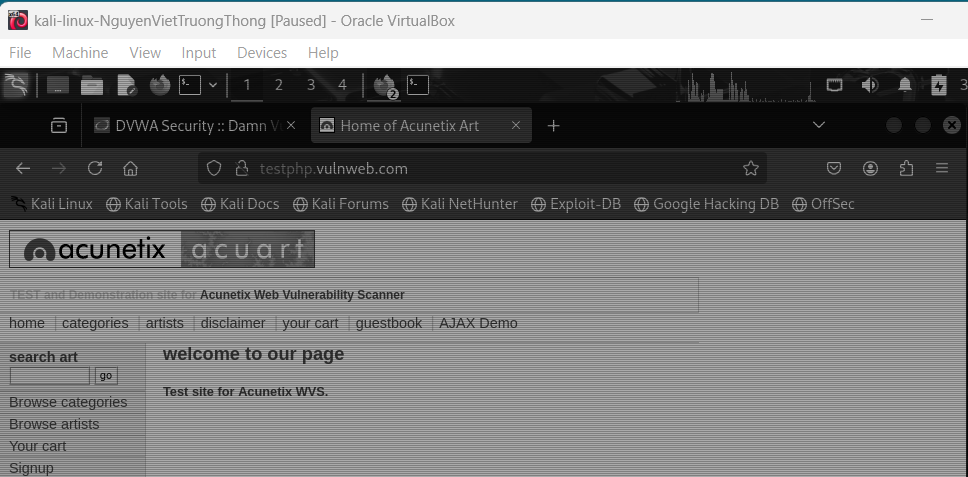 kali-linux-NguyenVietTruongThong [Paused] - Oracle VirtualBox
File Machine View Input Devices Help
1 2 3 4 2 3
DVWA Security :: Damn Home of Acunetix Art
testphp.vulnweb.com
Kali Linux Kali Tools Kali Docs Kali Forums Kali NetHunter Exploit-DB Google Hacking DB OffSec
acunetix acuart
TEST and Demonstration site for Acunetix Web Vulnerability Scanner
home categories artists disclaimer your cart guestbook AJAX Demo
search art
go
Browse categories
Browse artists
Your cart
Signup
welcome to our page
Test site for Acunetix WVS.